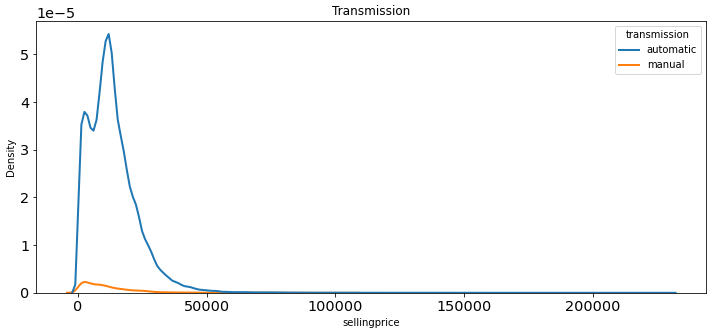 Transmission
1e−5
transmission
automatic
manual
5
4
3
2
1
0
Density
0 50000 100000 150000 200000
sellingprice